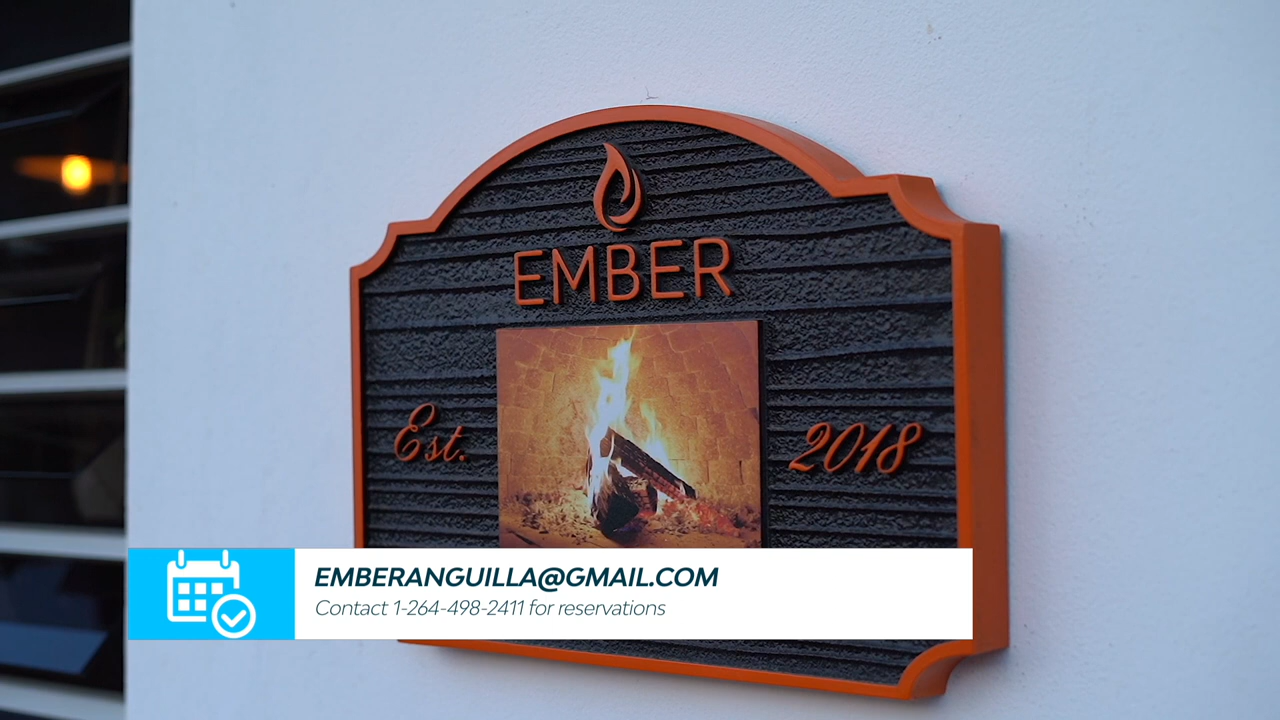 EMBER
Est. 2018
EMBERANGUILLA@GMAIL.COM
Contact 1-264-498-2411 for reservations